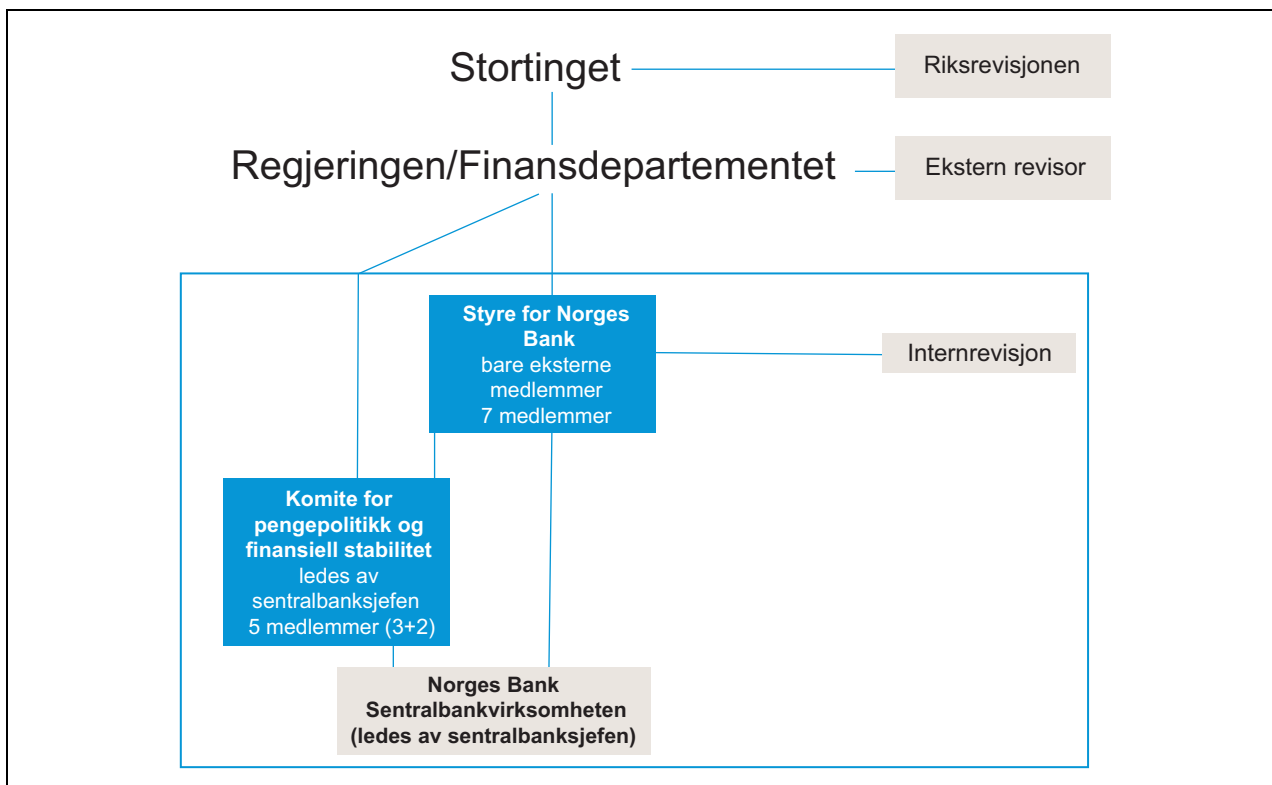 Stortinget
Riksrevisjonen
Regjeringen/Finansdepartementet
Ekstern revisor
Styre for Norges
Bank
bare eksterne
medlemmer
7 medlemmer
Internrevisjon
Komite for
pengepolitikk og
finansiell stabilitet
ledes av
sentralbanksjefen
5 medlemmer (3+2)
Norges Bank
Sentralbankvirksomheten
(ledes av sentralbanksjefen)